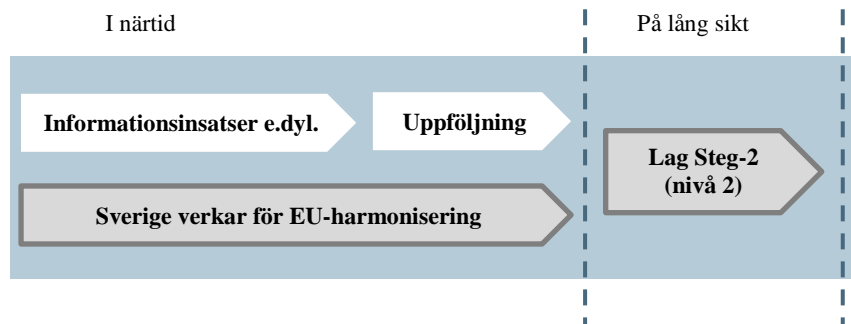 I närtid
På lång sikt
Informationsinsatser e.dyl.
Uppföljning
Lag Steg-2
(nivå 2)
Sverige verkar för EU-harmonisering